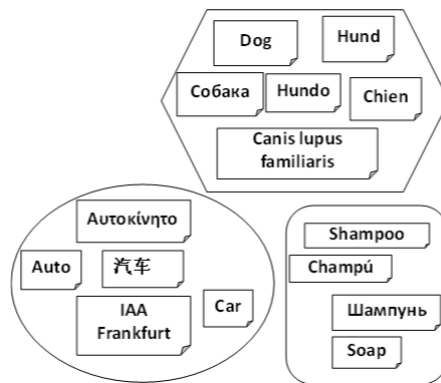 Dog
Hund
Собака
Hundo
Chien
Canis lupus
familiaris
Αυτοκίνητο
Auto
汽车
IAA
Frankfurt
Car
Shampoo
Champú
Шампунь
Soap